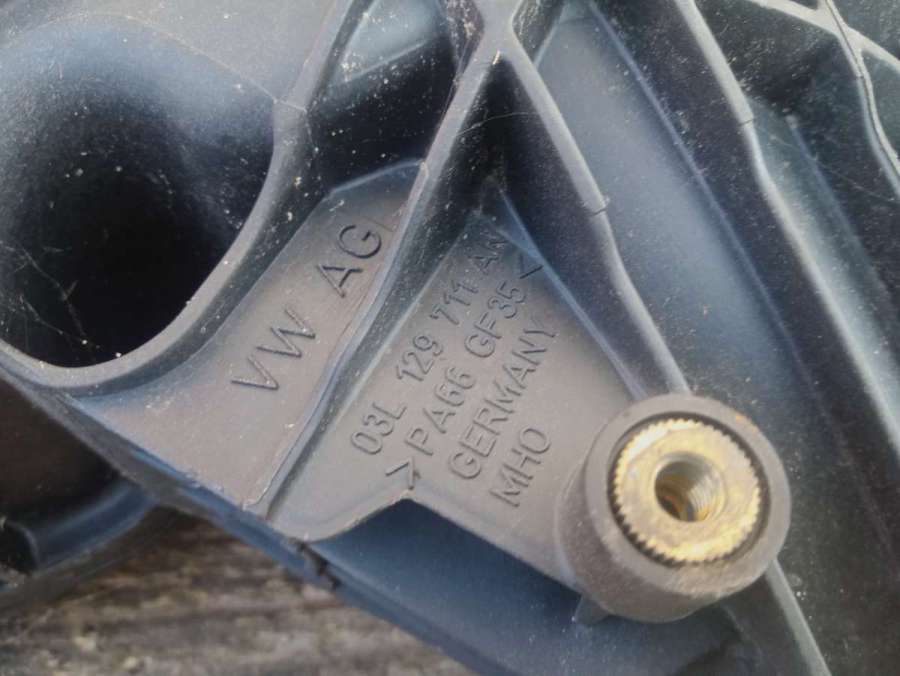 VW AG
03L 129 711 AN
>PA66 GF35<
GERMANY
MHO